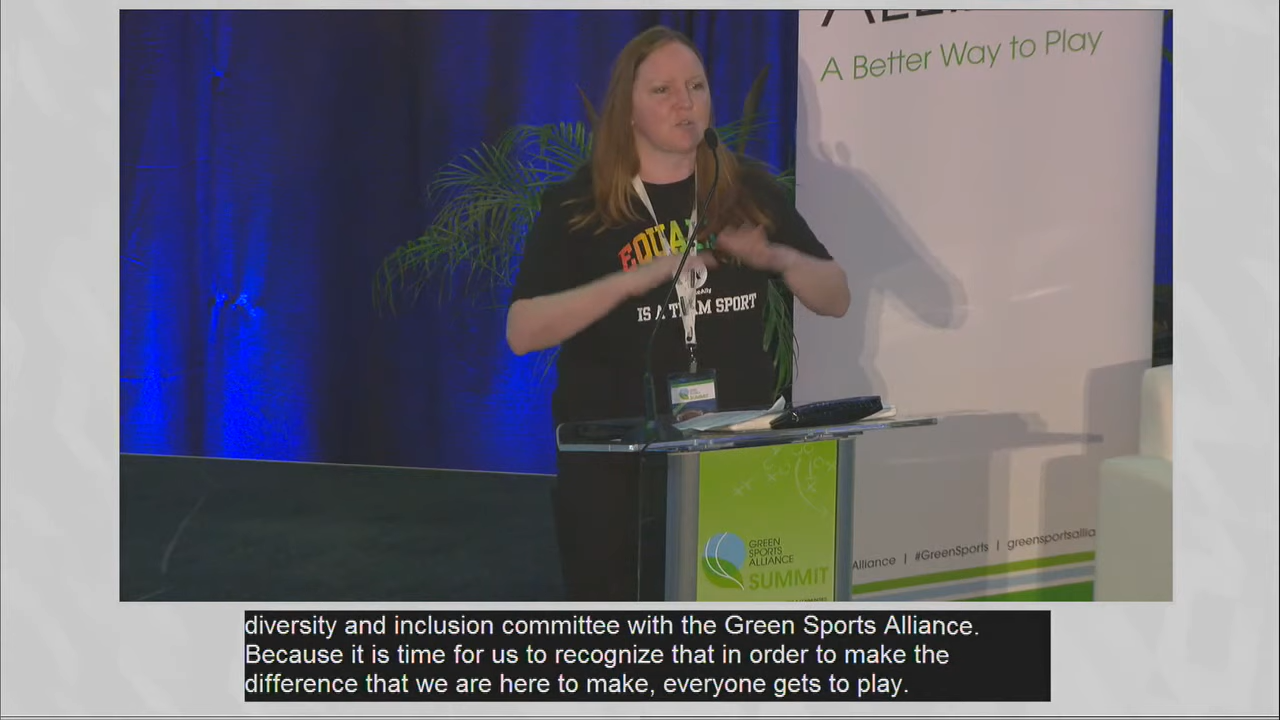 A Better Way to Play
IS A TEAM SPORT
SUMMIT
GREEN
SPORTS
ALLIANCE
SUMMIT
Alliance | #GreenSports | greensportsallia
diversity and inclusion committee with the Green Sports Alliance.
Because it is time for us to recognize that in order to make the
difference that we are here to make, everyone gets to play.